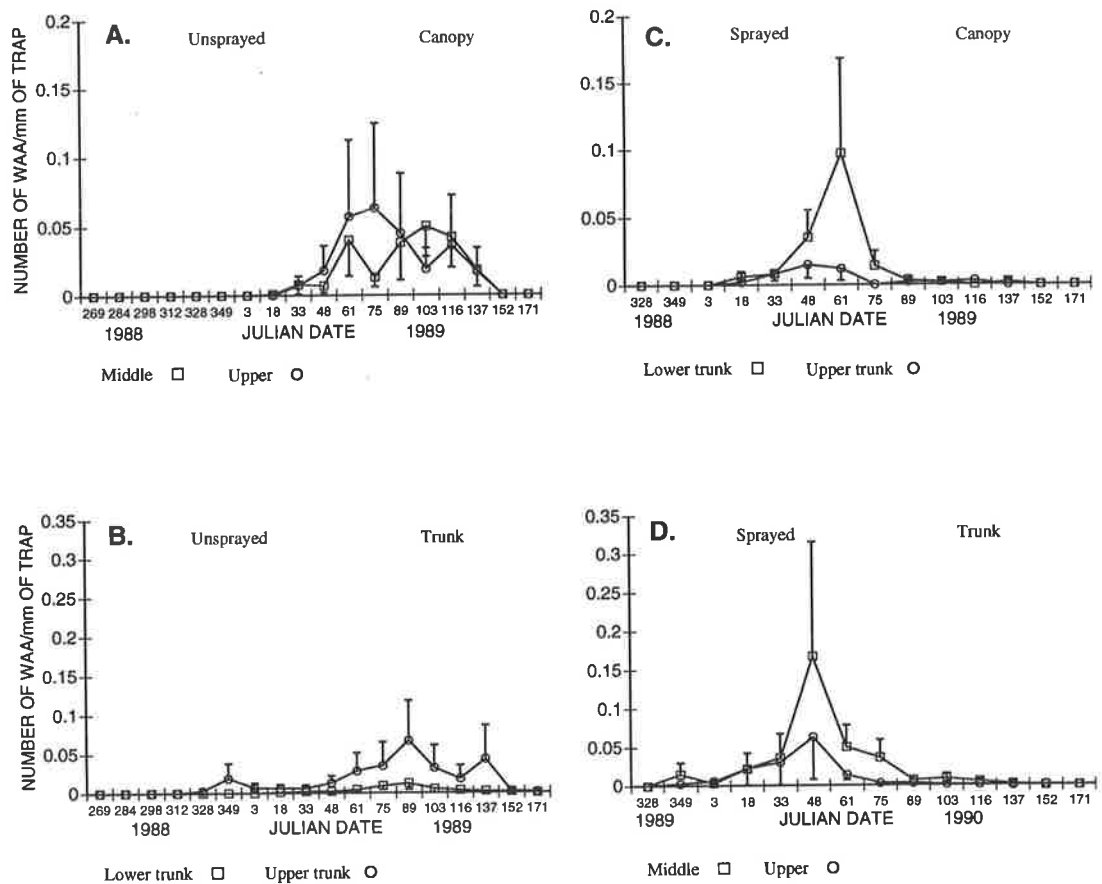 A.
Unsprayed Canopy
NUMBER OF WAA/mm OF TRAP
0.2
0.15
0.1
0.05
0
269 284 298 312 328 349 3 18 33 48 61 75 89 103 116 137 152 171
1988 JULIAN DATE 1989
Middle □ Upper ○
C.
Sprayed Canopy
0.2
0.15
0.1
0.05
0
328 349 3 18 33 48 61 75 89 103 116 137 152 171
1988 JULIAN DATE 1989
Lower trunk □ Upper trunk ○
B.
Unsprayed Trunk
NUMBER OF WAA/mm OF TRAP
0.35
0.3
0.25
0.2
0.15
0.1
0.05
0
269 284 298 312 328 349 3 18 33 48 61 75 89 103 116 137 152 171
1988 JULIAN DATE 1989
Lower trunk □ Upper trunk ○
D.
Sprayed Trunk
0.35
0.3
0.25
0.2
0.15
0.1
0.05
0
328 349 3 18 33 48 61 75 89 103 116 137 152 171
1989 JULIAN DATE 1990
Middle □ Upper ○